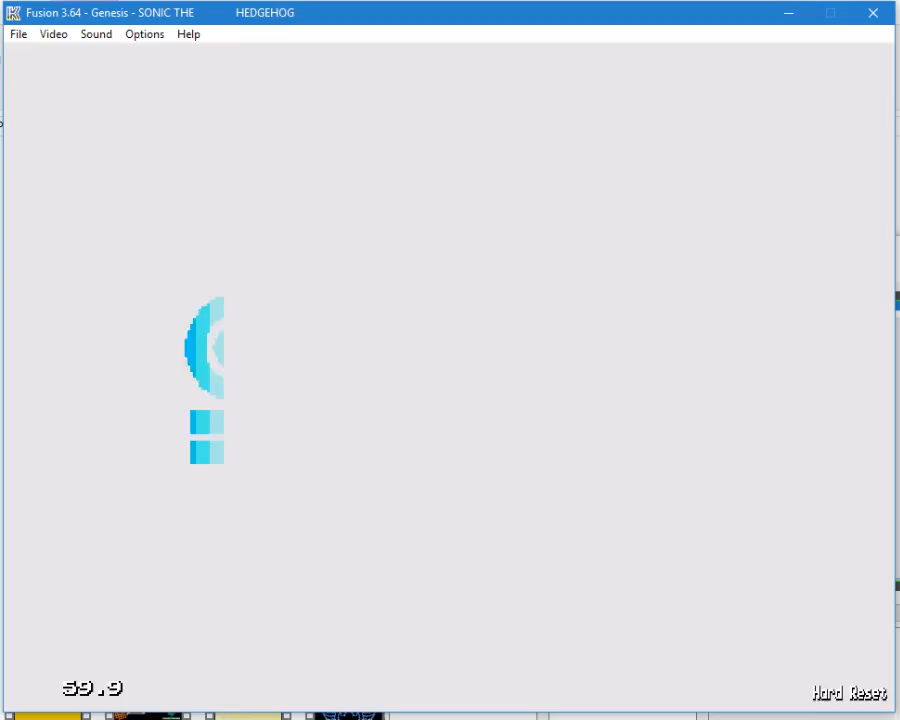 Fusion 3.64 - Genesis - SONIC THE HEDGEHOG
File Video Sound Options Help
59.9
Hard Reset